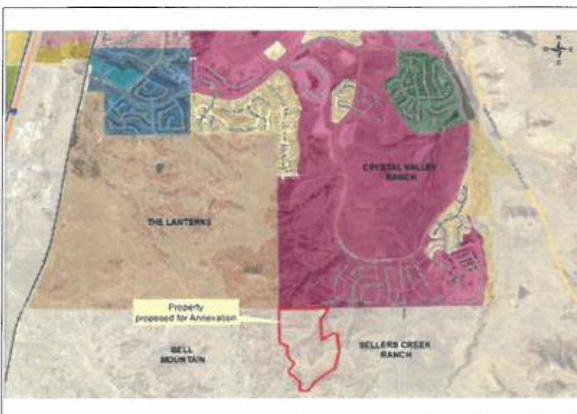 N
CRYSTAL VALLEY
RANCH
THE LANTERNS
Property
proposed for Annexation
BELL
MOUNTAIN
SELLERS CREEK
RANCH